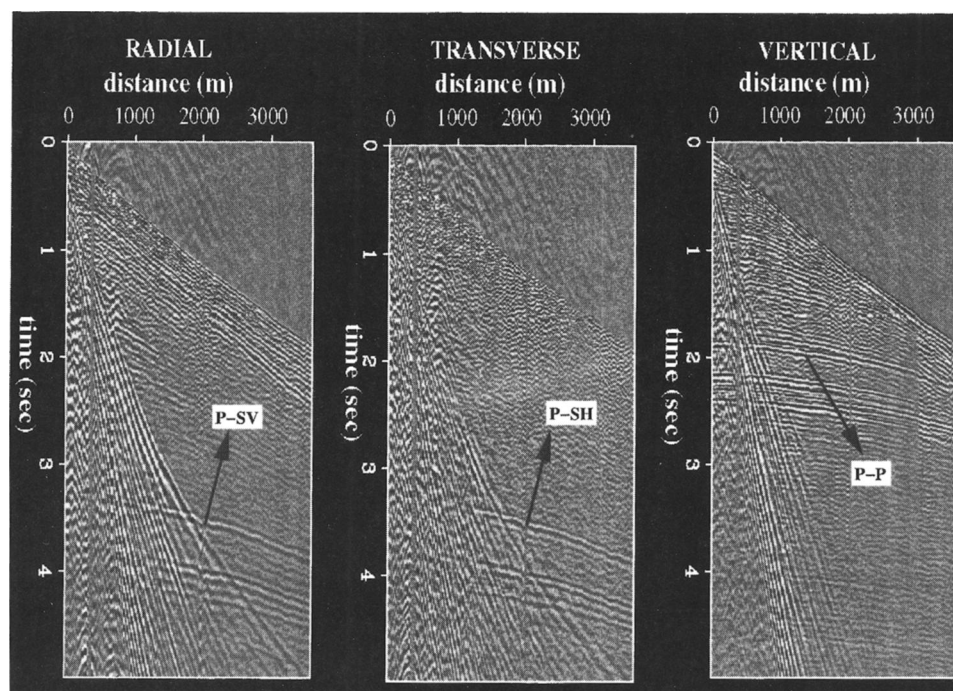 RADIAL
distance (m)
0 1000 2000 3000
0
1
2
3
4
time (sec)
P–SV
TRANSVERSE
distance (m)
0 1000 2000 3000
0
1
2
3
4
time (sec)
P–SH
VERTICAL
distance (m)
0 1000 2000 3000
0
1
2
3
4
time (sec)
P–P